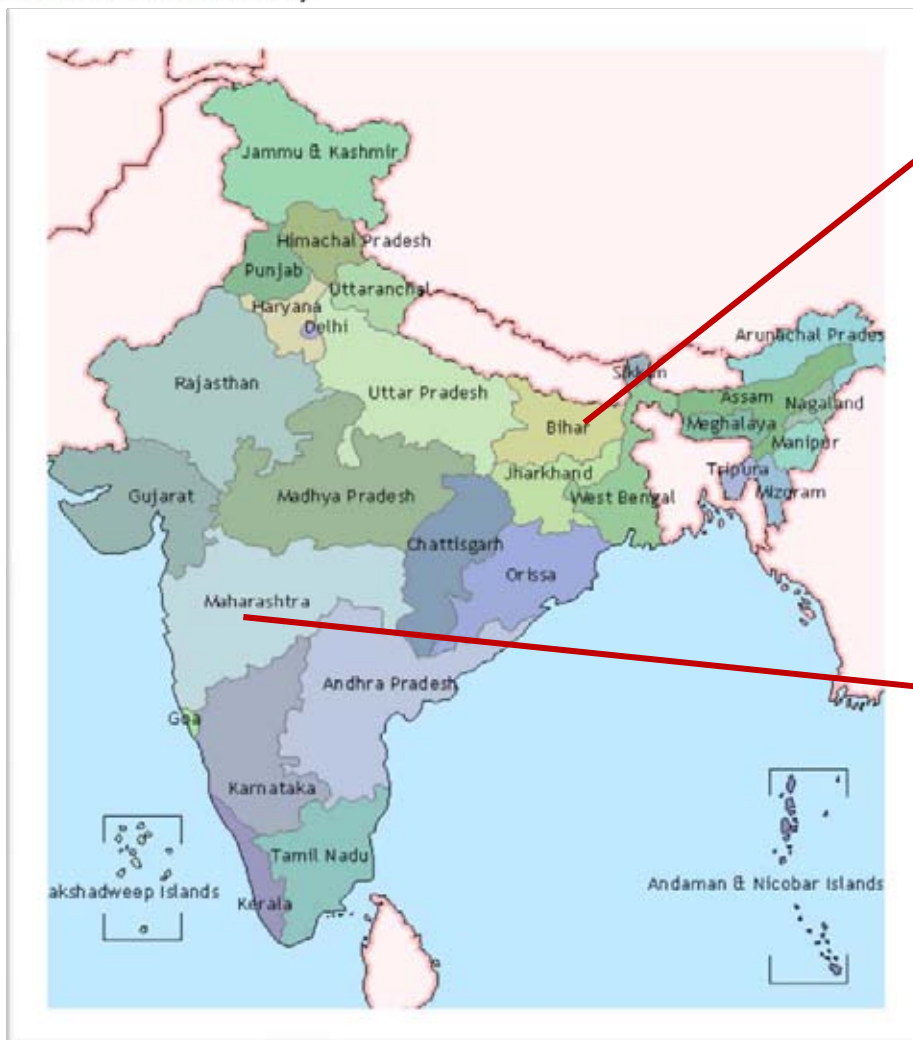 Jammu & Kashmir
Himachal Pradesh
Punjab
Uttaranchal
Haryana
Delhi
Arunachal Prades
Sikkim
Rajasthan
Uttar Pradesh
Assam
Nagaland
Bihar
Meghalaya
Manipur
Jharkhand
Tripura
Gujarat
Madhya Pradesh
West Bengal
Mizoram
Chattisgarh
Orissa
Maharashtra
Andhra Pradesh
Goa
Karnataka
Tamil Nadu
akshadweep Islands
Andaman & Nicobar Islands
Kerala